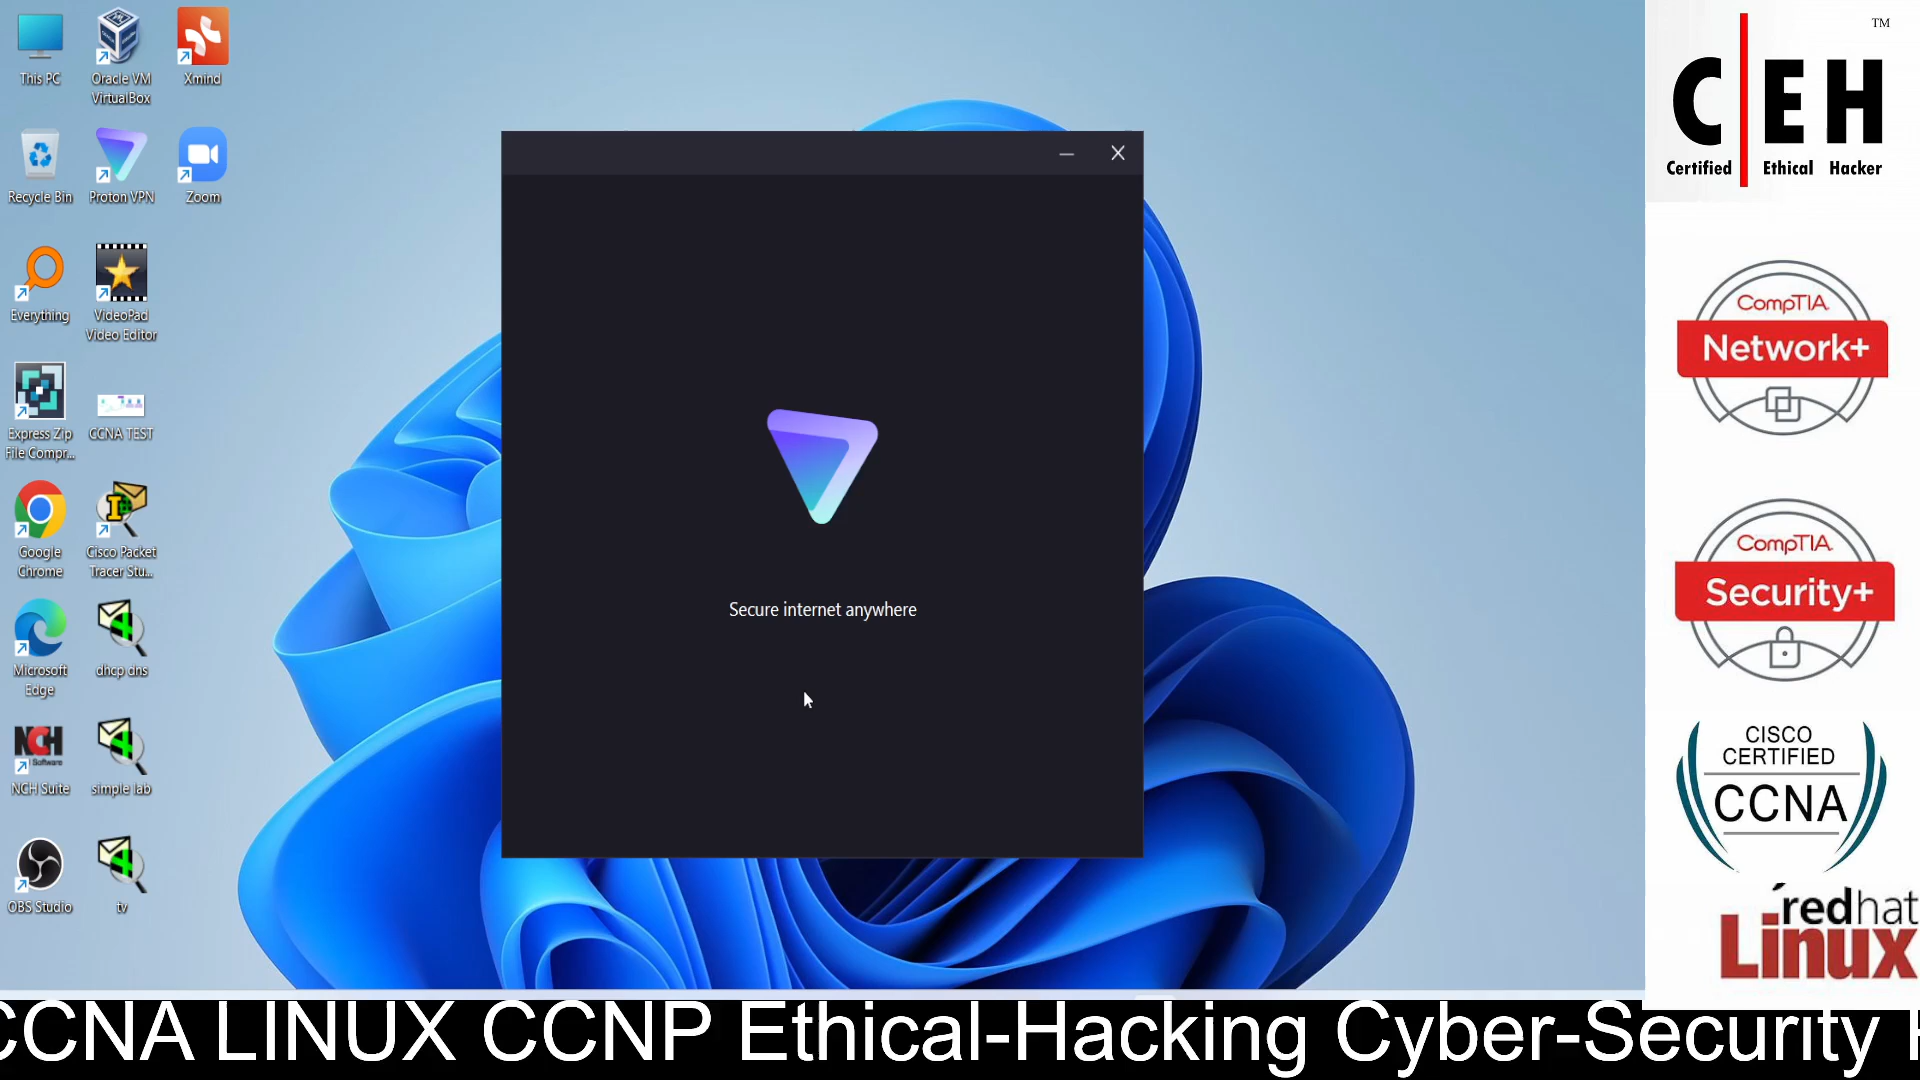 This PC
Oracle VM
VirtualBox
Xmind
Recycle Bin
Proton VPN
Zoom
Everything
VideoPad
Video Editor
Express Zip
File Compr...
CCNA TEST
Google
Chrome
Cisco Packet
Tracer Stu...
Microsoft
Edge
dhcp dns
NCH
Software
NCH Suite
simple lab
OBS Studio
tv
Secure internet anywhere
TM
C EH
Certified Ethical Hacker
CompTIA.
Network+
CompTIA.
Security+
CISCO
CERTIFIED
CCNA
redhat
Linux
CCNA LINUX CCNP Ethical-Hacking Cyber-Security